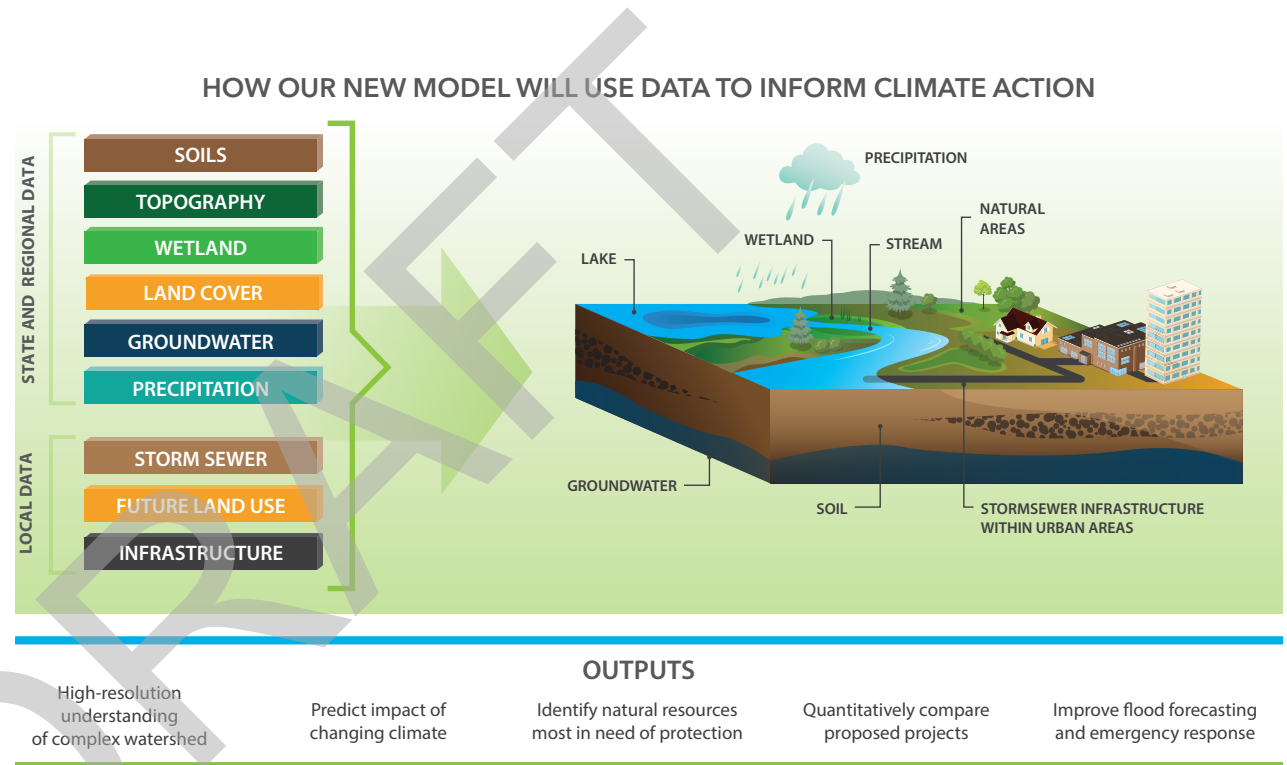 HOW OUR NEW MODEL WILL USE DATA TO INFORM CLIMATE ACTION
STATE AND REGIONAL DATA
SOILS
TOPOGRAPHY
WETLAND
LAND COVER
GROUNDWATER
PRECIPITATION
LOCAL DATA
STORM SEWER
FUTURE LAND USE
INFRASTRUCTURE
PRECIPITATION
NATURAL
AREAS
WETLAND
STREAM
LAKE
GROUNDWATER
SOIL
STORMSEWER INFRASTRUCTURE
WITHIN URBAN AREAS
OUTPUTS
High-resolution
understanding
of complex watershed
Predict impact of
changing climate
Identify natural resources
most in need of protection
Quantitatively compare
proposed projects
Improve flood forecasting
and emergency response
DRAFT